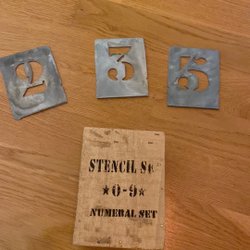 2 3 5
STENCIL
★0-9★
NUMERAL SET